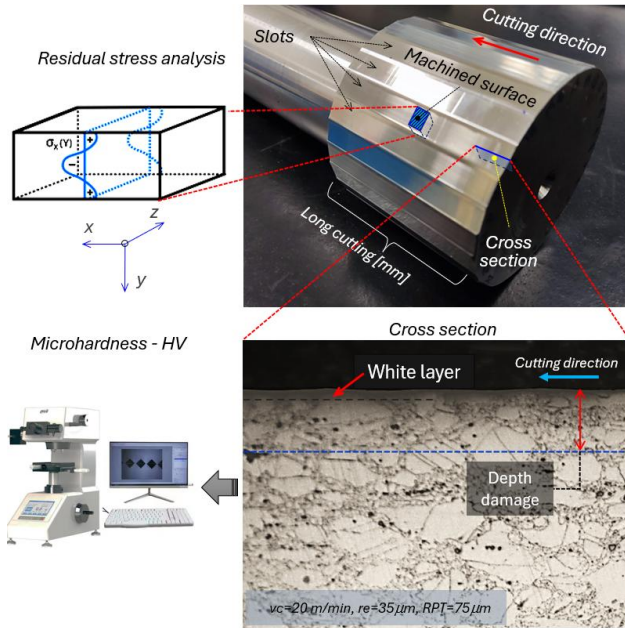 Residual stress analysis
σx(Y)
+
−
+
x
z
y
Slots
Machined surface
Cutting direction
Long cutting [mm]
Cross
section
Microhardness - HV
Cross section
White layer
Cutting direction
Depth
damage
vc=20 m/min, re=35µm, RPT=75µm